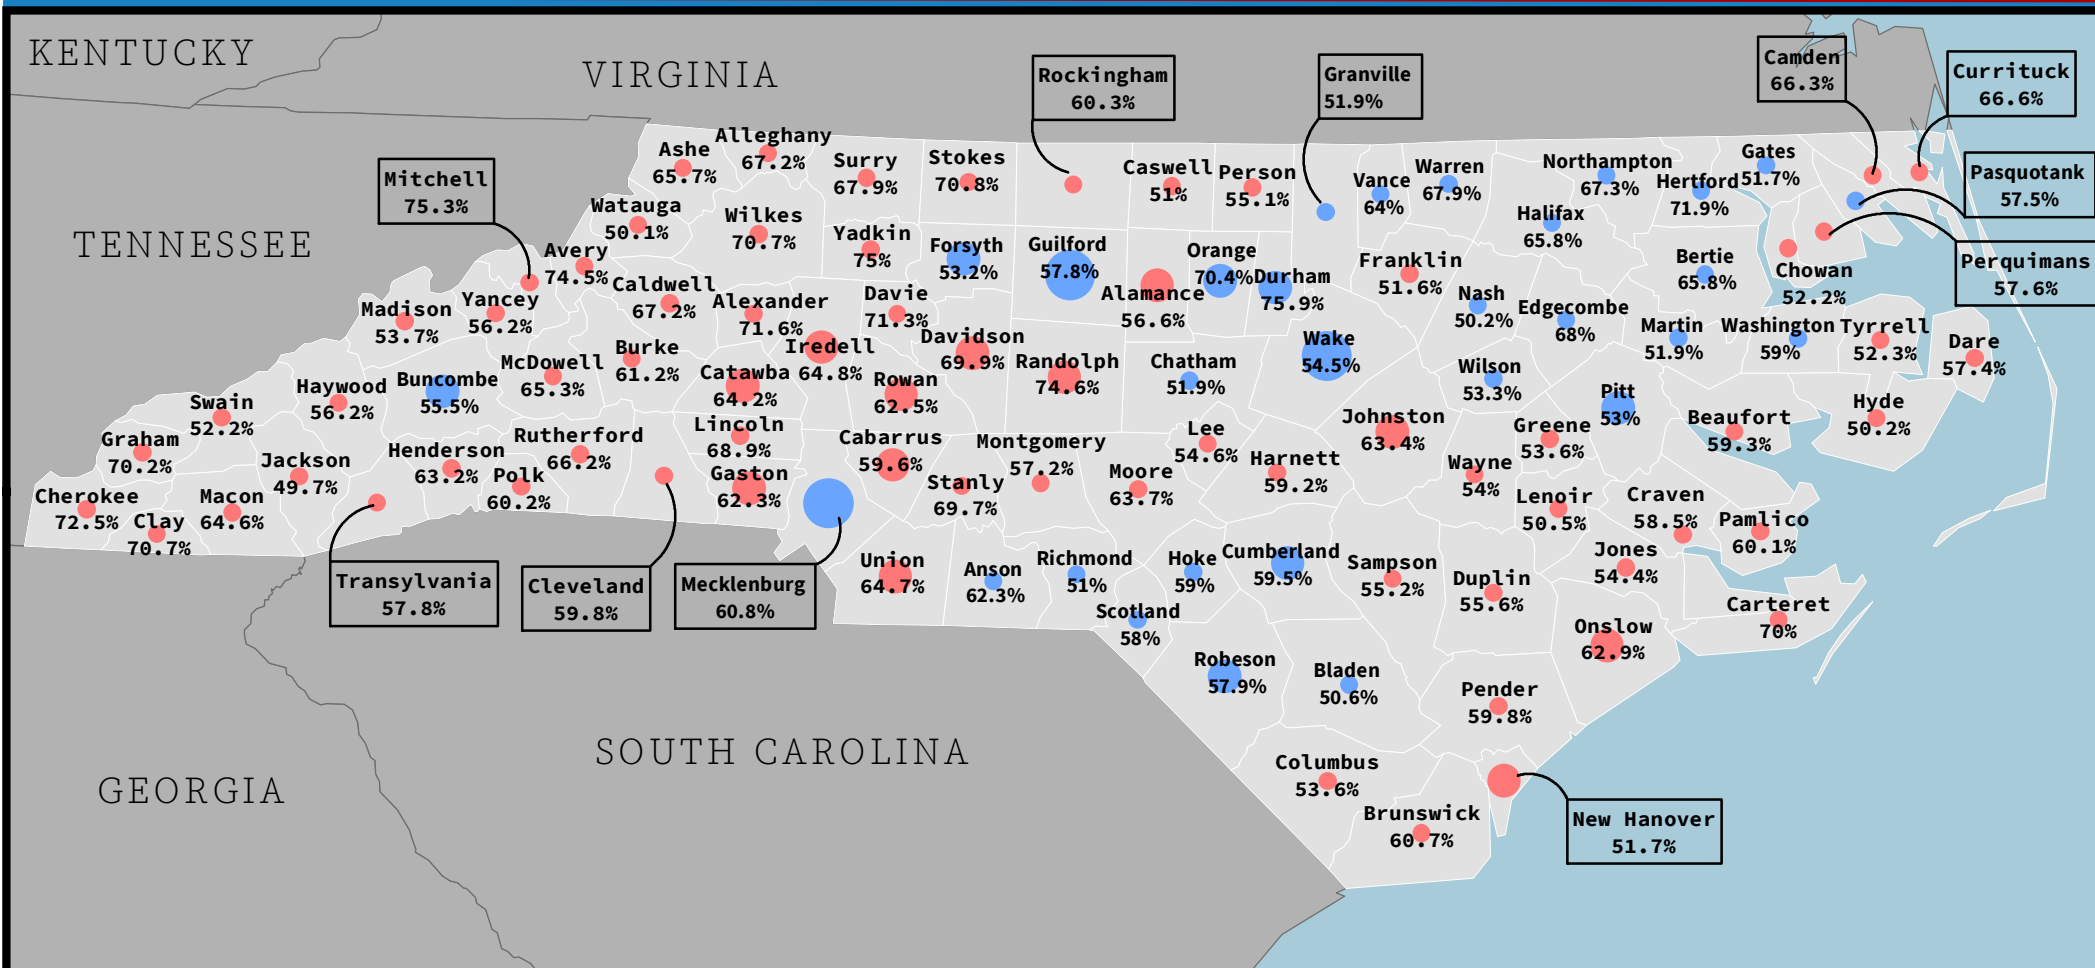 KENTUCKY
VIRGINIA
TENNESSEE
GEORGIA
SOUTH CAROLINA
Rockingham
60.3%
Granville
51.9%
Camden
66.3%
Currituck
66.6%
Mitchell
75.3%
Pasquotank
57.5%
Perquimans
57.6%
Ashe
65.7%
Alleghany
67.2%
Surry
67.9%
Stokes
70.8%
Caswell
51%
Person
55.1%
Vance
64%
Warren
67.9%
Northampton
67.3%
Hertford
71.9%
Gates
51.7%
Watauga
50.1%
Wilkes
70.7%
Yadkin
75%
Forsyth
53.2%
Guilford
57.8%
Alamance
56.6%
Orange
70.4%
Durham
75.9%
Franklin
51.6%
Halifax
65.8%
Bertie
65.8%
Chowan
52.2%
Avery
74.5%
Caldwell
67.2%
Alexander
71.6%
Davie
71.3%
Nash
50.2%
Edgecombe
68%
Martin
51.9%
Washington
59%
Tyrrell
52.3%
Dare
57.4%
Madison
53.7%
Yancey
56.2%
McDowell
65.3%
Burke
61.2%
Iredell
64.8%
Davidson
69.9%
Randolph
74.6%
Chatham
51.9%
Wake
54.5%
Wilson
53.3%
Pitt
53%
Beaufort
59.3%
Hyde
50.2%
Swain
52.2%
Haywood
56.2%
Buncombe
55.5%
Catawba
64.2%
Rowan
62.5%
Graham
70.2%
Jackson
49.7%
Henderson
63.2%
Rutherford
66.2%
Polk
60.2%
Lincoln
68.9%
Gaston
62.3%
Cabarrus
59.6%
Stanly
69.7%
Montgomery
57.2%
Moore
63.7%
Lee
54.6%
Harnett
59.2%
Johnston
63.4%
Wayne
54%
Greene
53.6%
Lenoir
50.5%
Craven
58.5%
Pamlico
60.1%
Cherokee
72.5%
Clay
70.7%
Macon
64.6%
Transylvania
57.8%
Cleveland
59.8%
Mecklenburg
60.8%
Union
64.7%
Anson
62.3%
Richmond
51%
Scotland
58%
Hoke
59%
Cumberland
59.5%
Sampson
55.2%
Duplin
55.6%
Jones
54.4%
Carteret
70%
Onslow
62.9%
Robeson
57.9%
Bladen
50.6%
Pender
59.8%
Columbus
53.6%
Brunswick
60.7%
New Hanover
51.7%